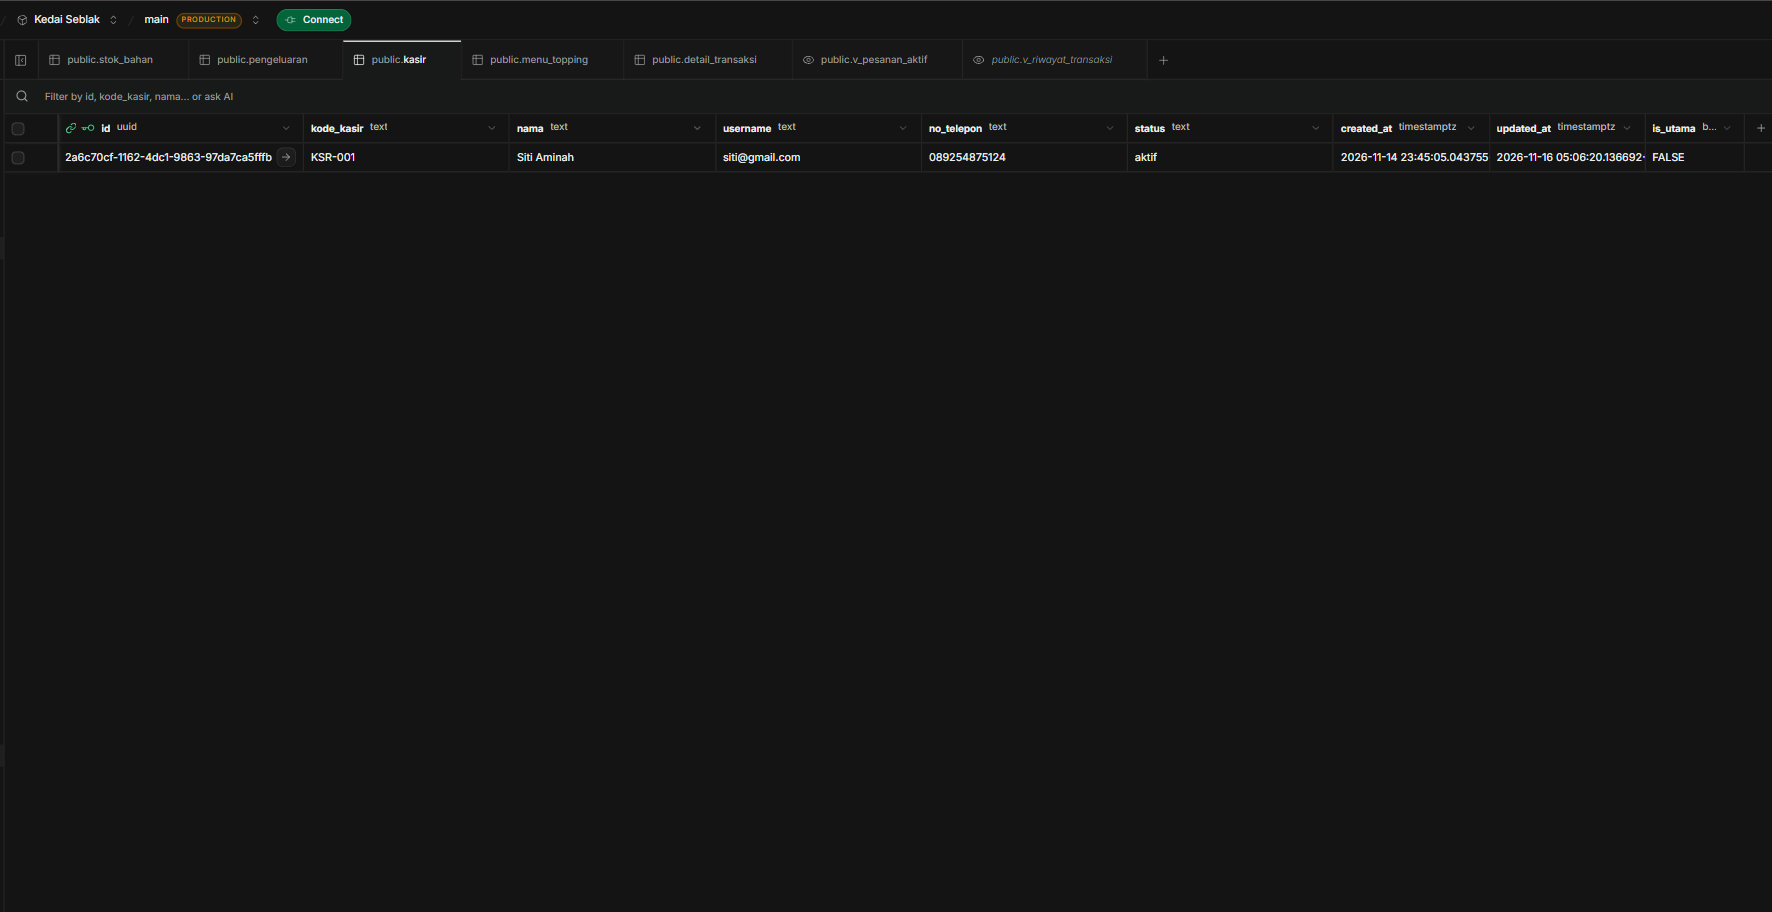 Kedai Seblak main PRODUCTION Connect
public.stok_bahan public.pengeluaran public.kasir public.menu_topping public.detail_transaksi public.v_pesanan_aktif public.v_riwayat_transaksi
Filter by id, kode_kasir, nama... or ask AI
id uuid kode_kasir text nama text username text no_telepon text status text created_at timestamptz updated_at timestamptz is_utama b...
2a6c70cf-1162-4dc1-9863-97da7ca5fffb KSR-001 Siti Aminah siti@gmail.com 089254875124 aktif 2026-11-14 23:45:05.043755 2026-11-16 05:06:20.136692+ FALSE